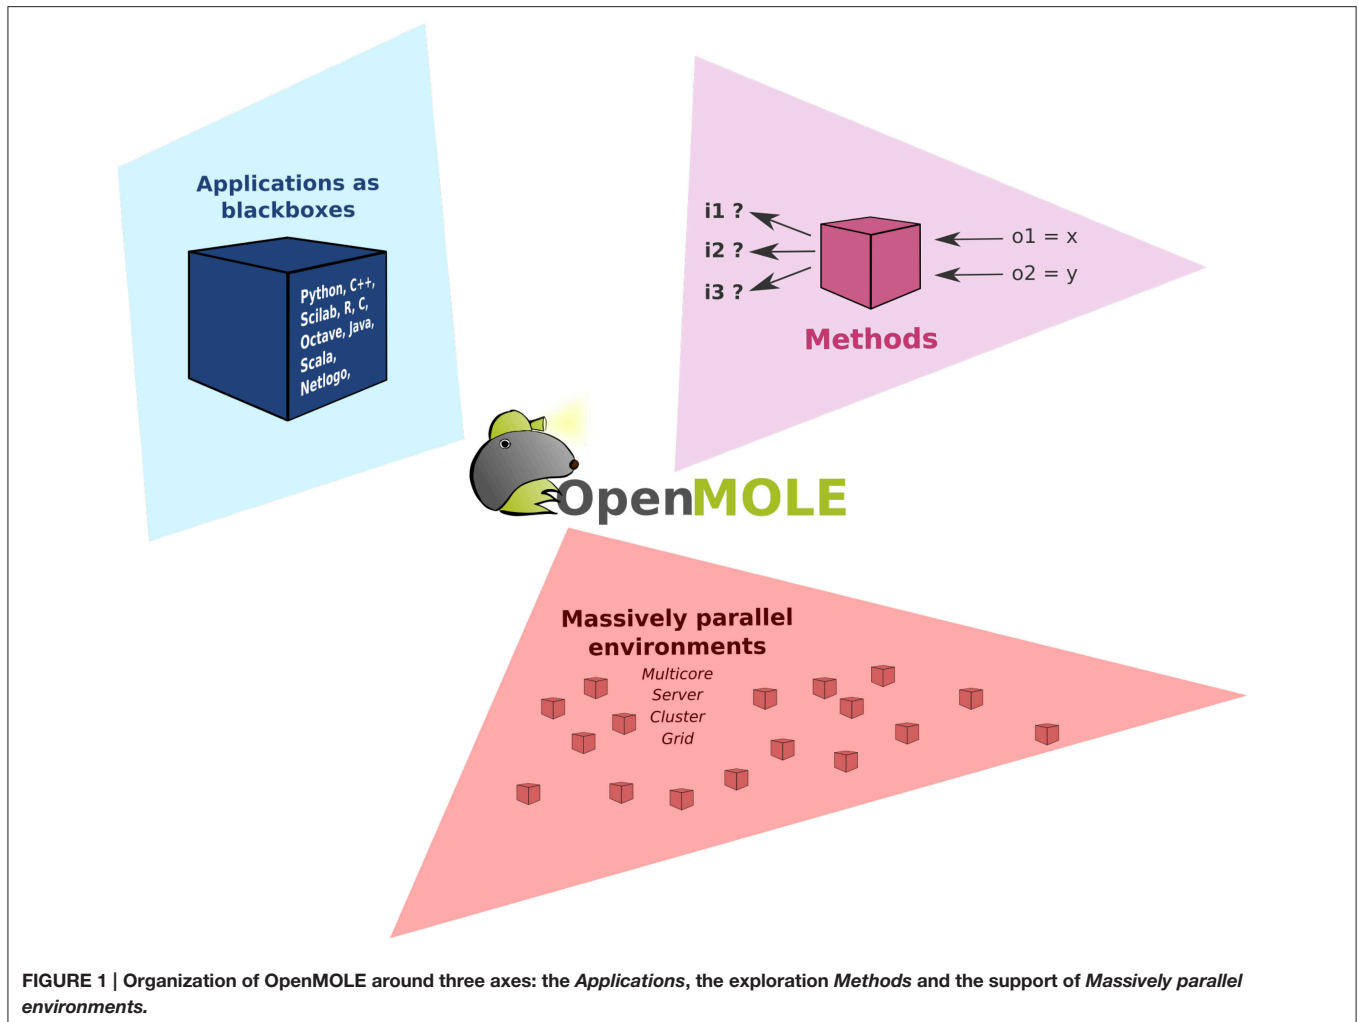 Applications as
blackboxes
Python, C++,
Scilab, R, C,
Octave, Java,
Scala,
Netlogo,
i1 ?
i2 ?
i3 ?
o1 = x
o2 = y
Methods
OpenMOLE
Massively parallel
environments
Multicore
Server
Cluster
Grid
FIGURE 1 | Organization of OpenMOLE around three axes: the Applications, the exploration Methods and the support of Massively parallel
environments.